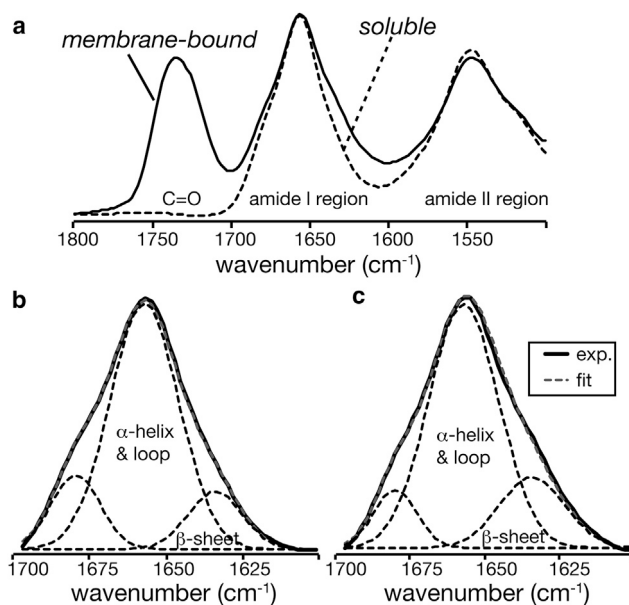 a
membrane-bound
soluble
C=O
amide I region
amide II region
1800 1750 1700 1650 1600 1550
wavenumber (cm⁻¹)
b
c
exp.
fit
α-helix
& loop
β-sheet
1700 1675 1650 1625
wavenumber (cm⁻¹)
α-helix
& loop
β-sheet
1700 1675 1650 1625
wavenumber (cm⁻¹)